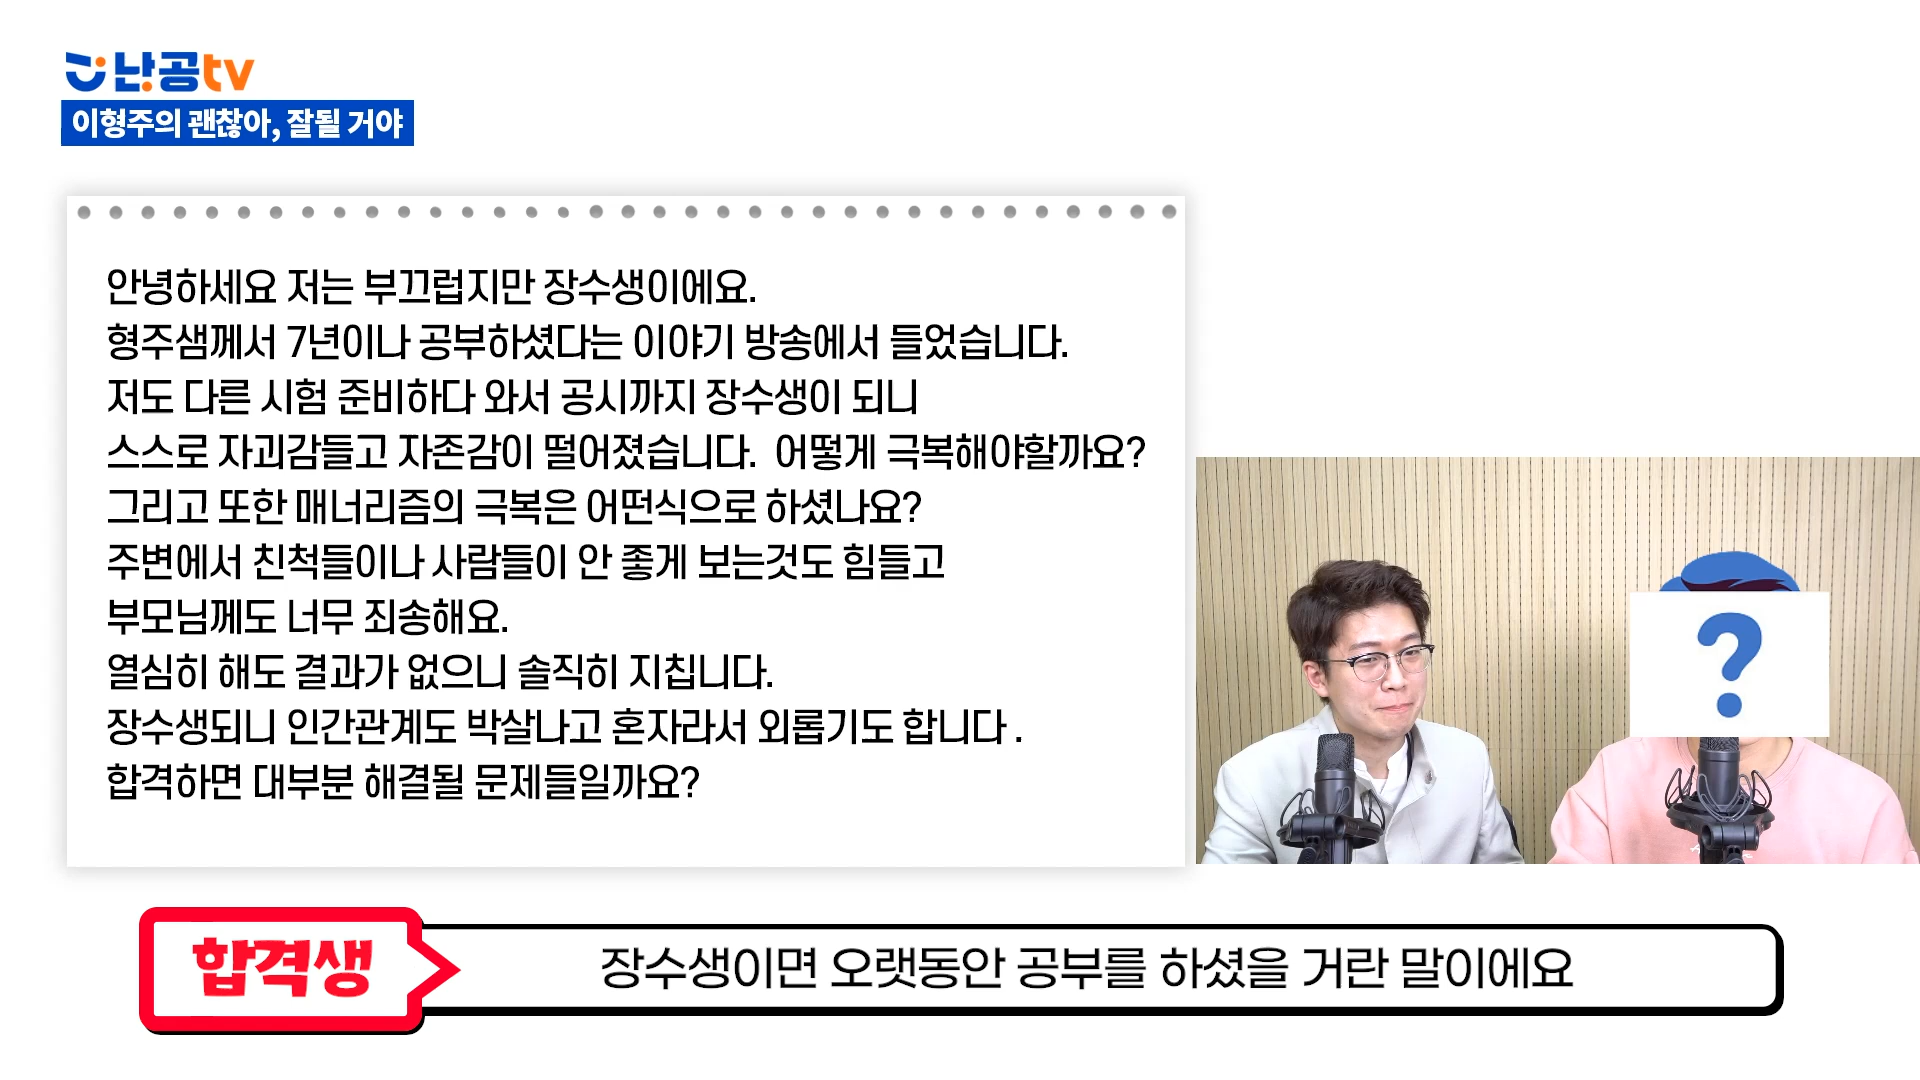 난공tv
이형주의 괜찮아, 잘될 거야
안녕하세요 저는 부끄럽지만 장수생이에요.
형주샘께서 7년이나 공부하셨다는 이야기 방송에서 들었습니다.
저도 다른 시험 준비하다 와서 공시까지 장수생이 되니
스스로 자괴감들고 자존감이 떨어졌습니다. 어떻게 극복해야할까요?
그리고 또한 매너리즘의 극복은 어떤식으로 하셨나요?
주변에서 친척들이나 사람들이 안 좋게 보는것도 힘들고
부모님께도 너무 죄송해요.
열심히 해도 결과가 없으니 솔직히 지칩니다.
장수생되니 인간관계도 박살나고 혼자라서 외롭기도 합니다 .
합격하면 대부분 해결될 문제들일까요?
?
합격생
장수생이면 오랫동안 공부를 하셨을 거란 말이에요